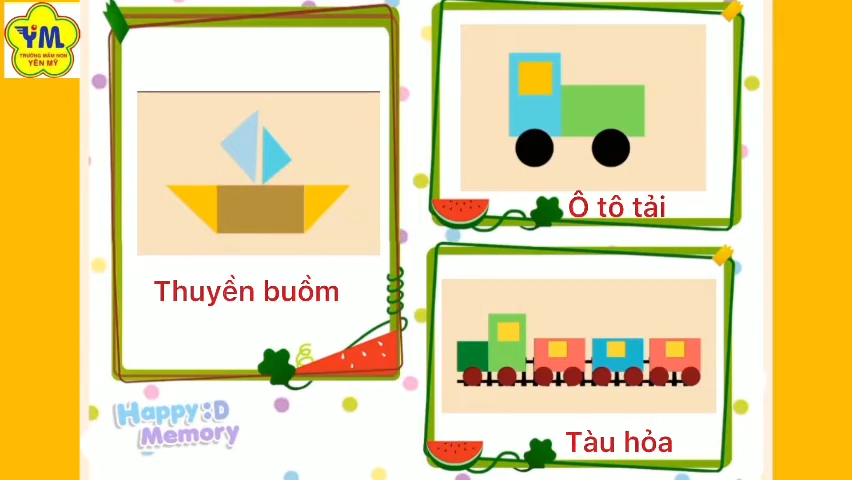 YM
TRƯỜNG MẦM NON
YÊN MỸ
Thuyền buồm
Ô tô tải
Tàu hỏa
Happy :D
Memory